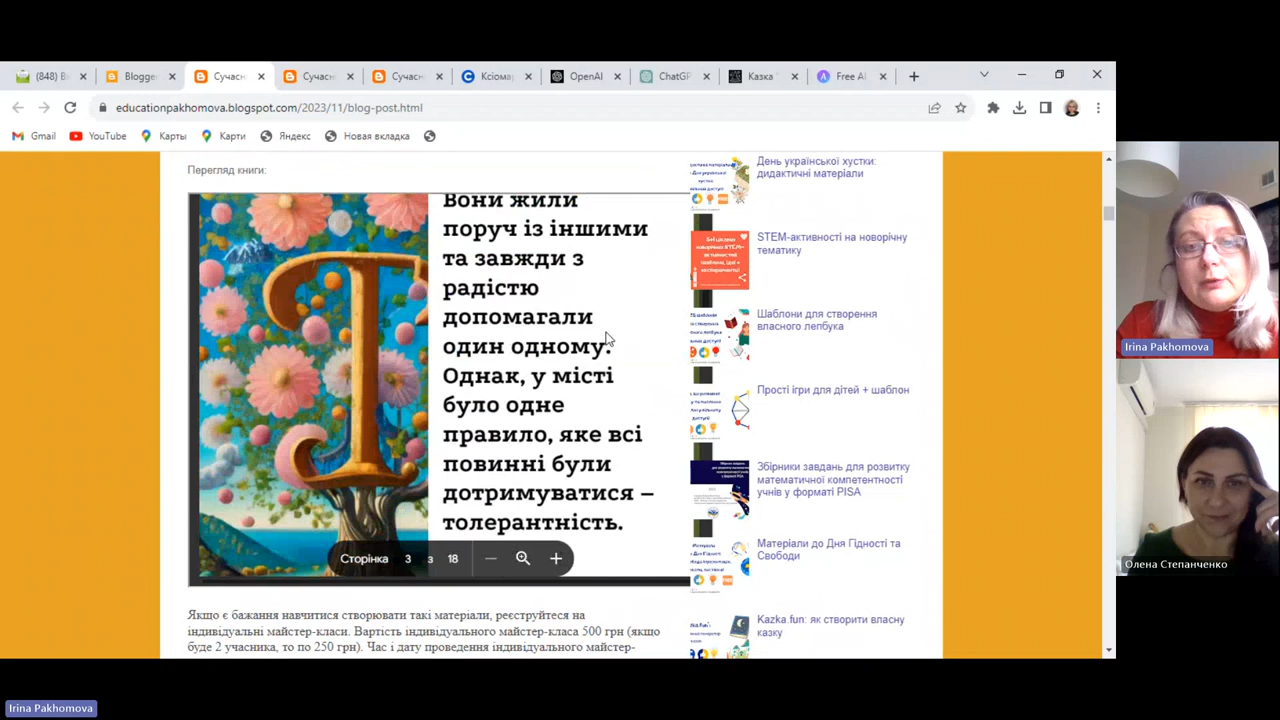 (848) В
Blogge
Сучасн
Сучасн
Сучасн
Ксіомар
OpenAI
ChatGP
Казка
Free AI
educationpakhomova.blogspot.com/2023/11/blog-post.html
Gmail
YouTube
Карты
Карти
Яндекс
Новая вкладка
Перегляд книги:
Вони жили
поруч із іншими
та завжди з
радістю
допомагали
один одному.
Однак, у місті
було одне
правило, яке всі
повинні були
дотримуватися –
толерантність.
Сторінка 3 з 18
Якщо є бажання навчитися створювати такі матеріали, реєструйтеся на
індивідуальні майстер-класи. Вартість індивідуального майстер-класа 500 грн (якщо
буде 2 учасника, то по 250 грн). Час і дату проведення індивідуального майстер-
День української хустки:
дидактичні матеріали
STEM-активності на новорічну
тематику
Шаблони для створення
власного лепбука
Прості ігри для дітей + шаблон
Збірники завдань для розвитку
математичної компетентності
учнів у форматі PISA
Матеріали до Дня Гідності та
Свободи
Kazka.fun: як створити власну
казку
Irina Pakhomova
Олена Степанченко
Irina Pakhomova